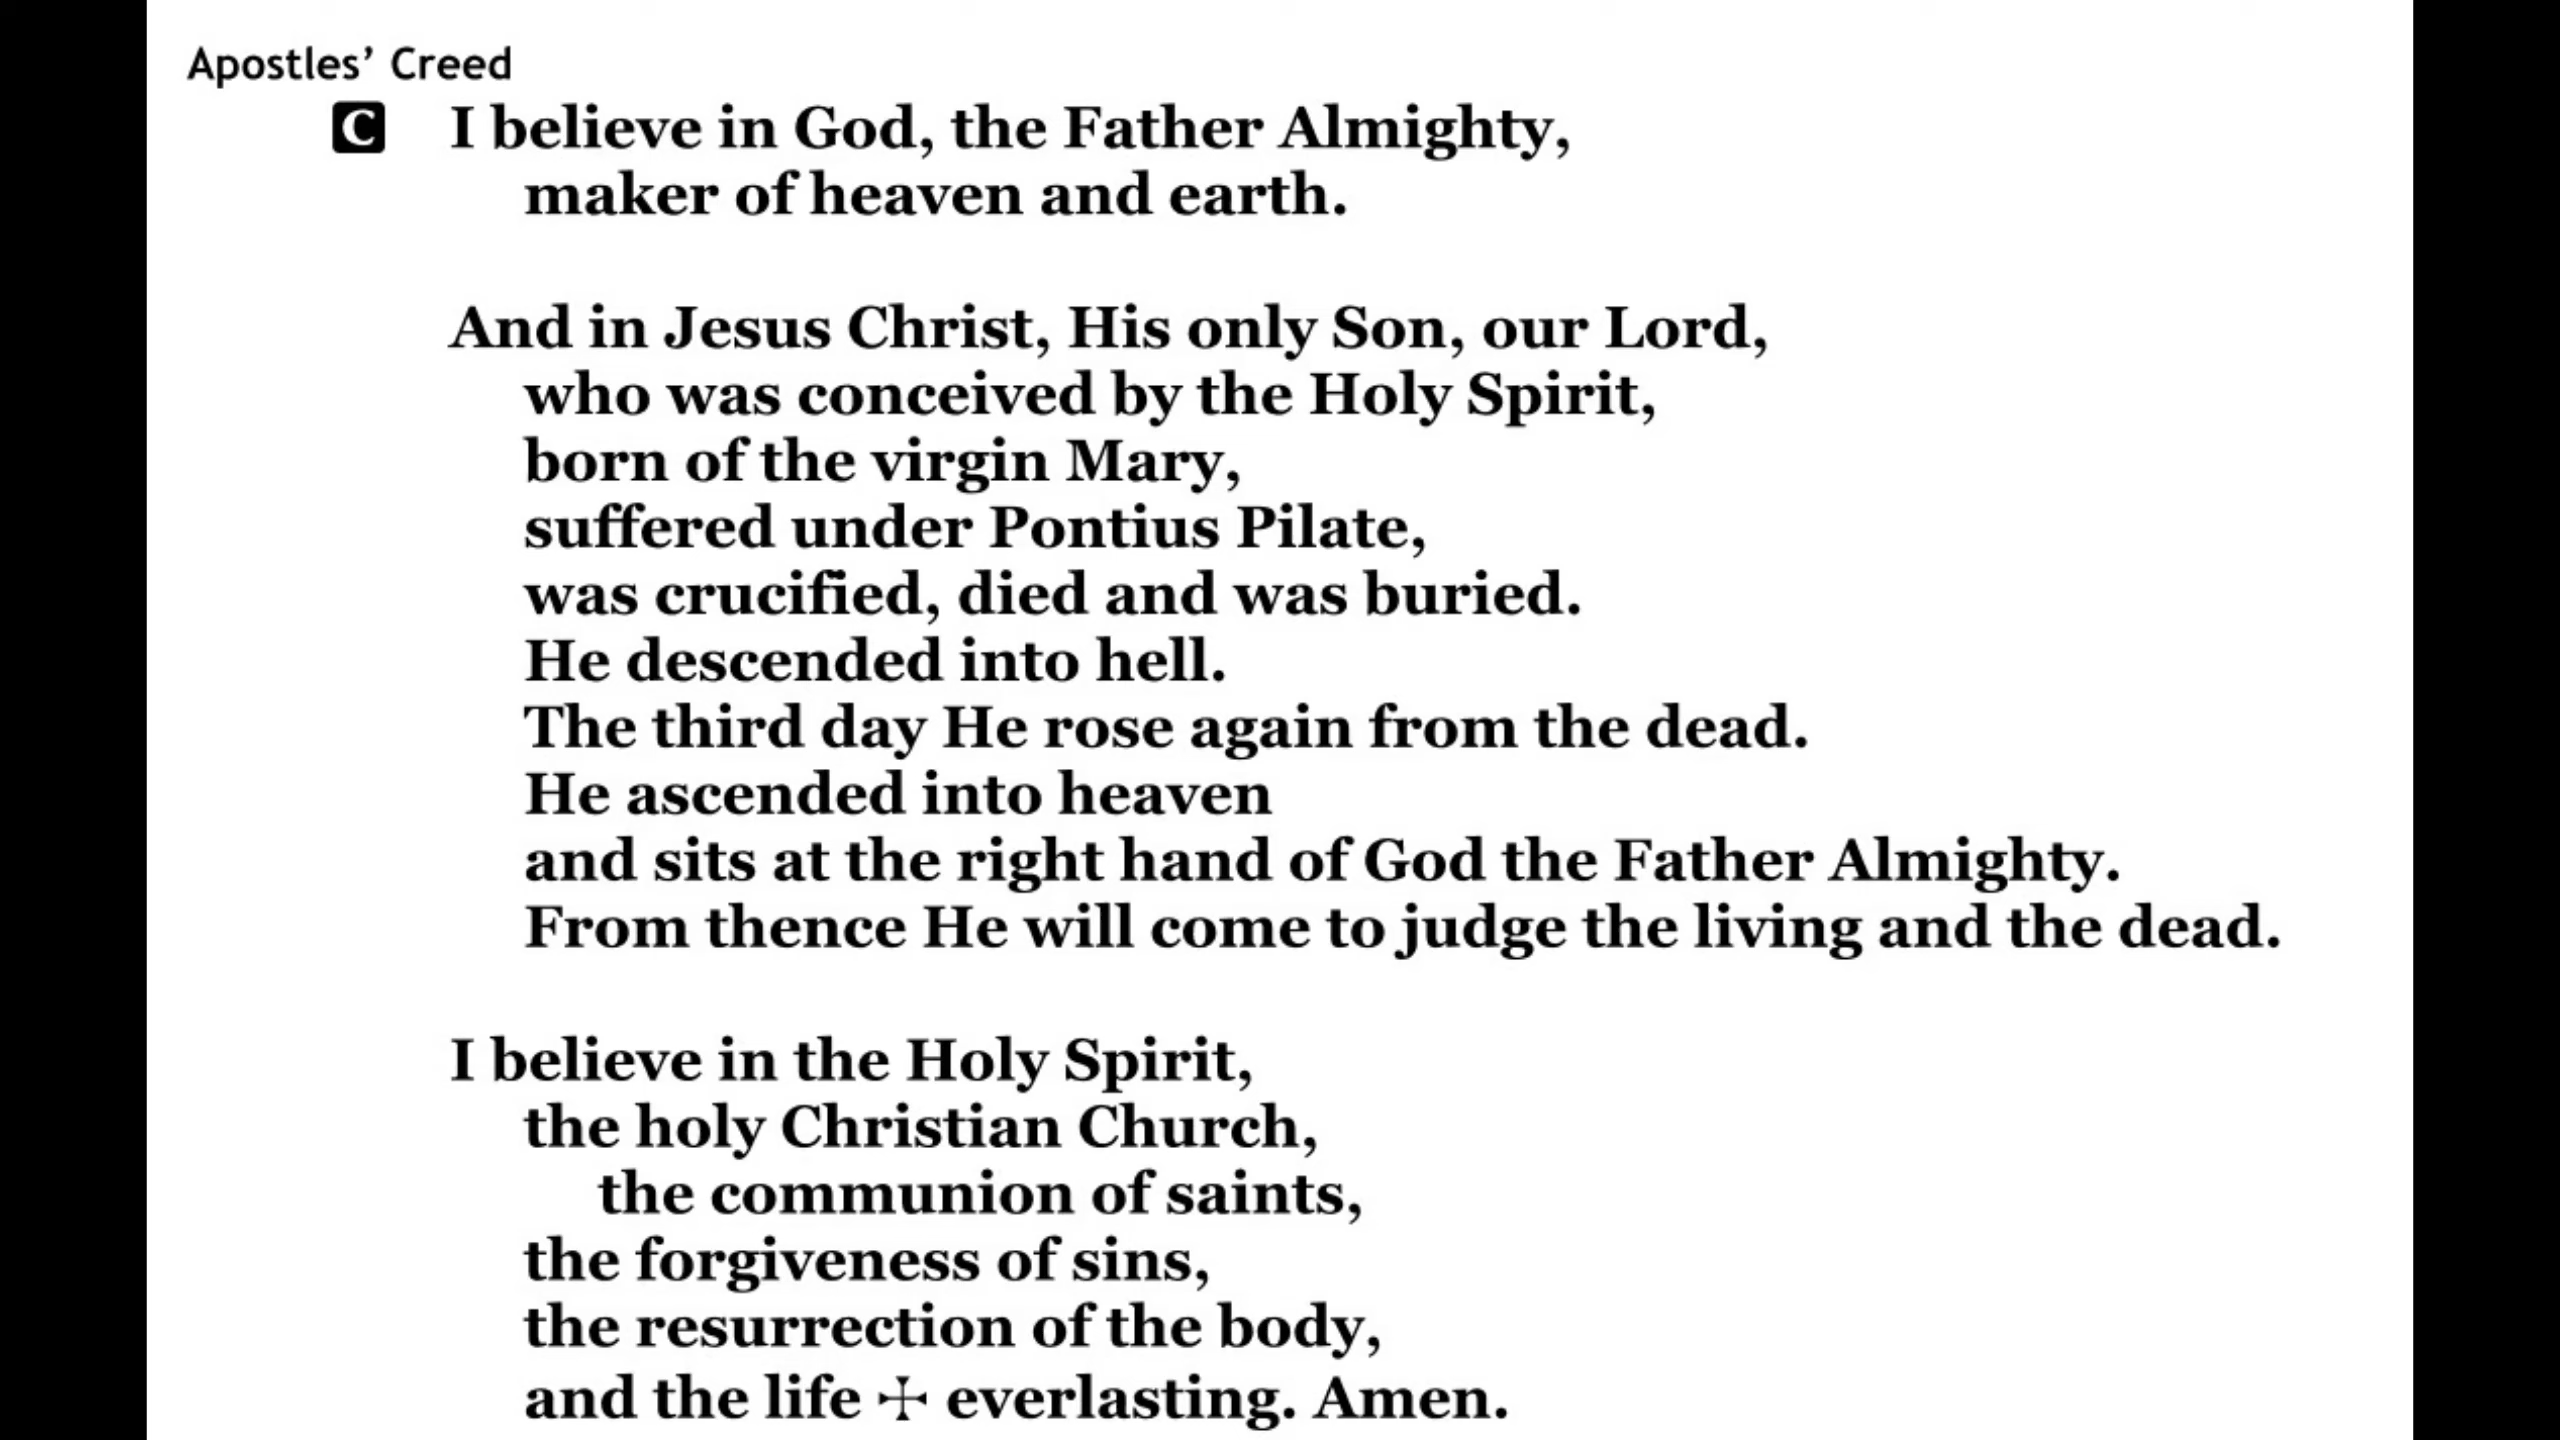 Apostles’ Creed
C I believe in God, the Father Almighty,
maker of heaven and earth.
And in Jesus Christ, His only Son, our Lord,
who was conceived by the Holy Spirit,
born of the virgin Mary,
suffered under Pontius Pilate,
was crucified, died and was buried.
He descended into hell.
The third day He rose again from the dead.
He ascended into heaven
and sits at the right hand of God the Father Almighty.
From thence He will come to judge the living and the dead.
I believe in the Holy Spirit,
the holy Christian Church,
the communion of saints,
the forgiveness of sins,
the resurrection of the body,
and the life ☩ everlasting. Amen.